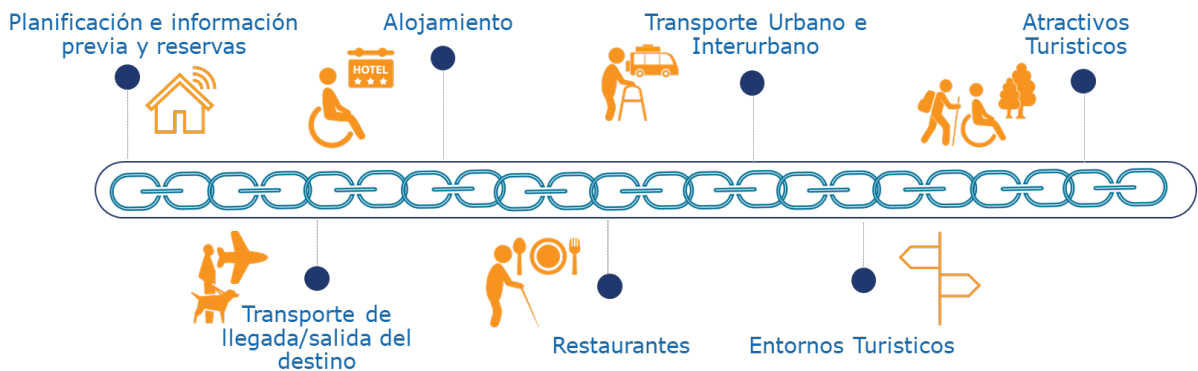 Planificación e información
previa y reservas
Alojamiento
HOTEL
Transporte Urbano e
Interurbano
Atractivos
Turisticos
Transporte de
llegada/salida del
destino
Restaurantes
Entornos Turisticos